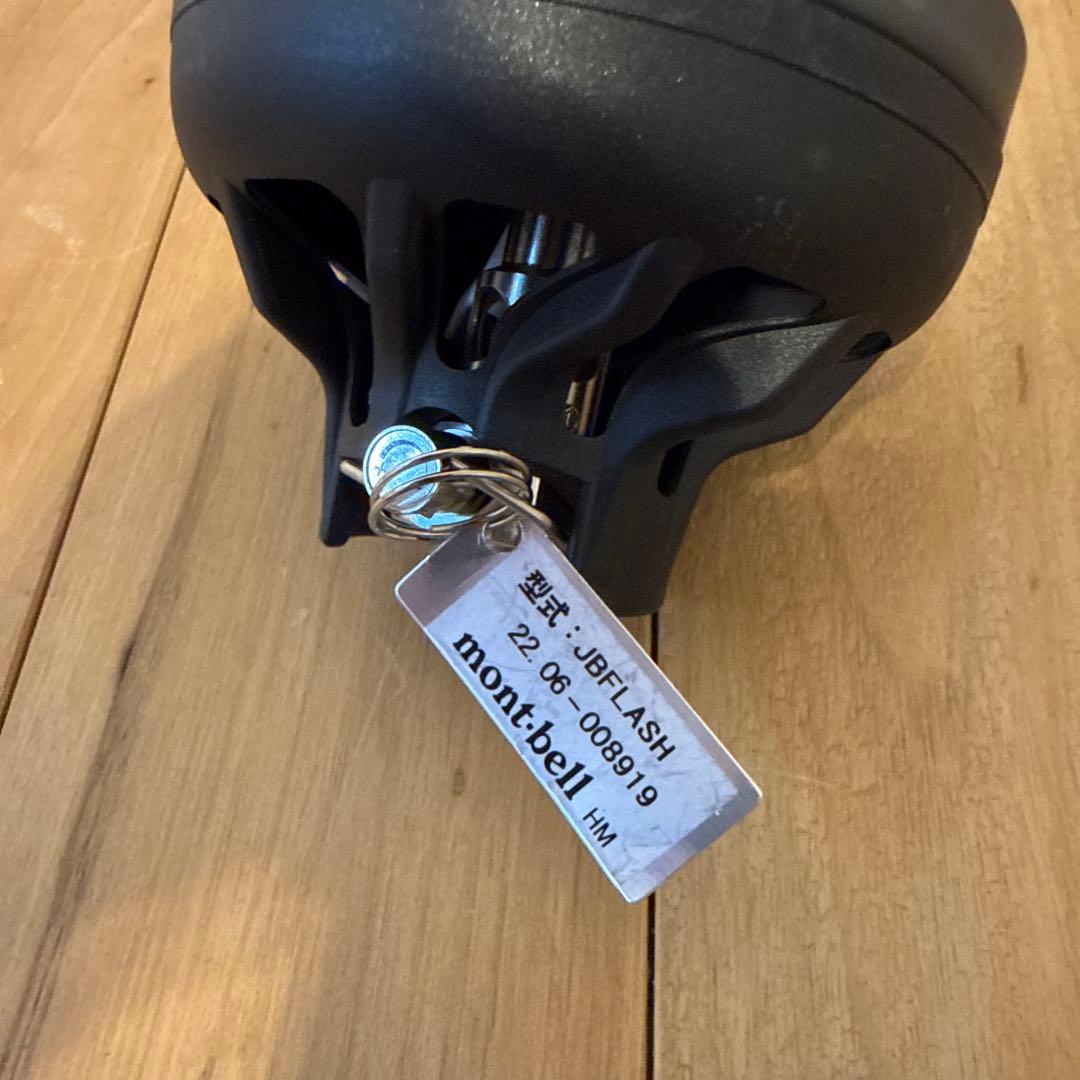 型式：JBFLASH
22.06－008919
mont·bell HM